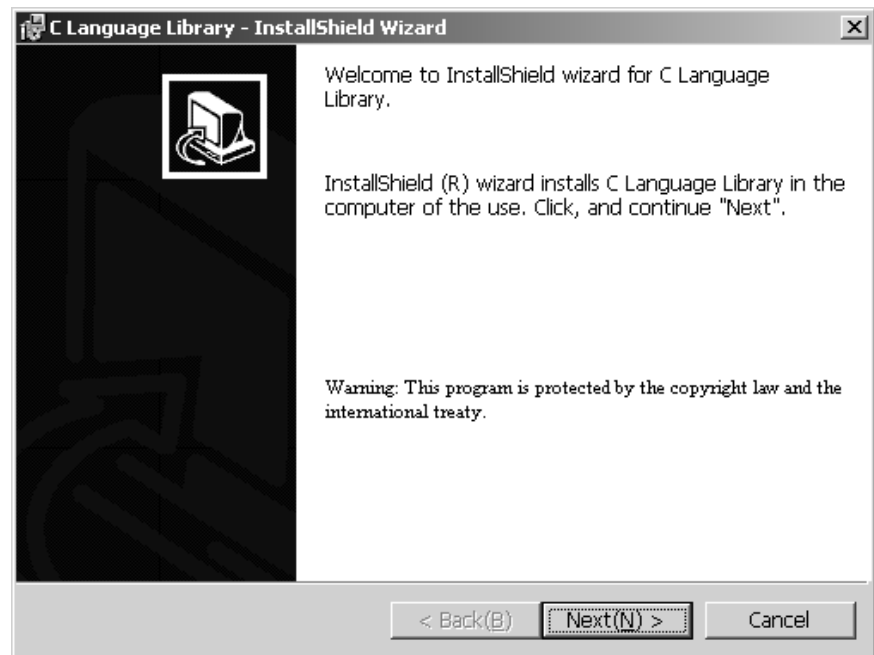 C Language Library - InstallShield Wizard
Welcome to InstallShield wizard for C Language
Library.
InstallShield (R) wizard installs C Language Library in the
computer of the use. Click, and continue "Next".
Warning: This program is protected by the copyright law and the
international treaty.
< Back(B)
Next(N) >
Cancel